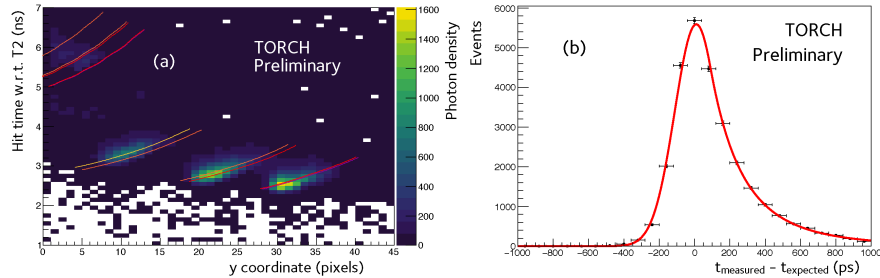 Hit time w.r.t. T2 (ns)
7
6
5
4
3
2
1
(a)
TORCH
Preliminary
0 5 10 15 20 25 30 35 40 45
y coordinate (pixels)
1600
1400
1200
1000
800
600
400
200
0
Photon density
Events
6000
5000
4000
3000
2000
1000
0
(b)
TORCH
Preliminary
-1000 -800 -600 -400 -200 0 200 400 600 800 1000
tmeasured - texpected (ps)